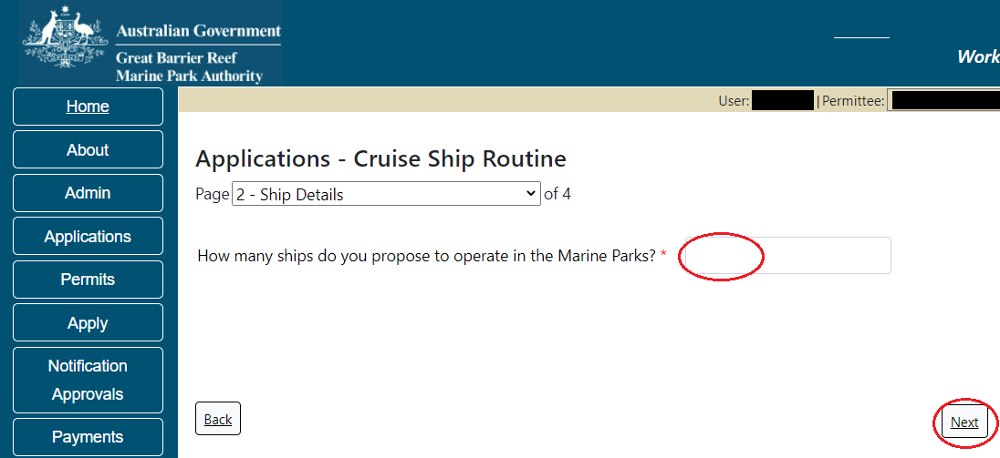 Australian Government
Great Barrier Reef
Marine Park Authority
Work
User: | Permittee:
Home
About
Admin
Applications
Permits
Apply
Notification
Approvals
Payments
Applications - Cruise Ship Routine
Page 2 - Ship Details of 4
How many ships do you propose to operate in the Marine Parks? *
Back
Next